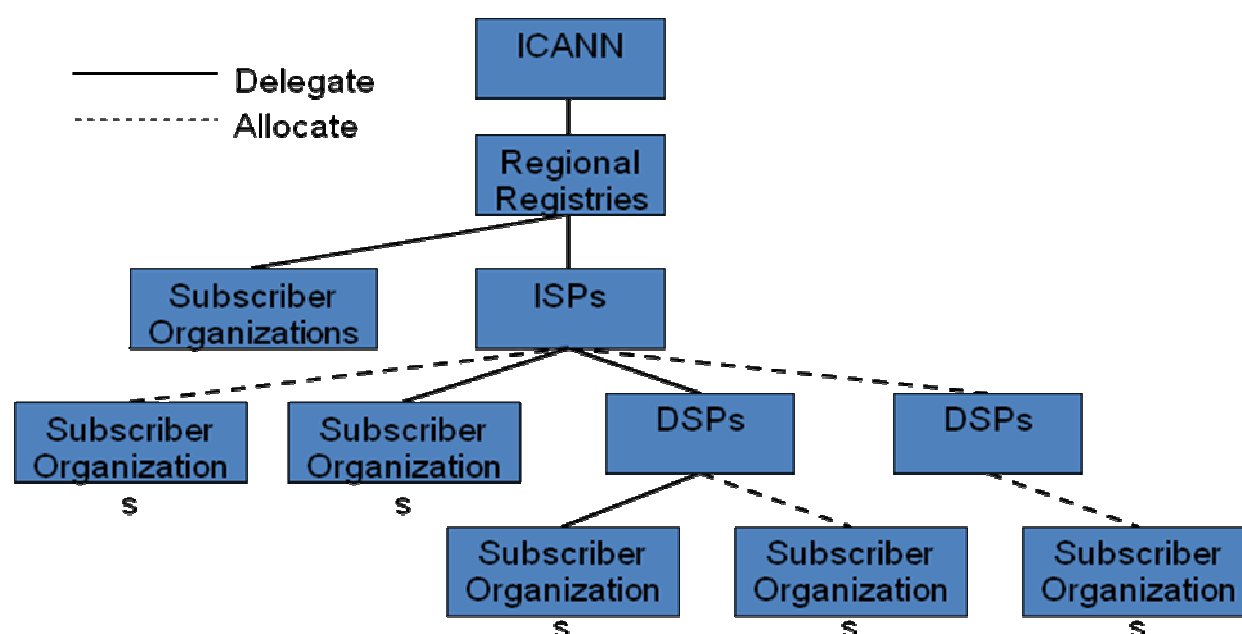 ICANN
Delegate
Allocate
Regional
Registries
Subscriber
Organizations
ISPs
Subscriber
Organization
s
Subscriber
Organization
s
DSPs
DSPs
Subscriber
Organization
s
Subscriber
Organization
s
Subscriber
Organization
s